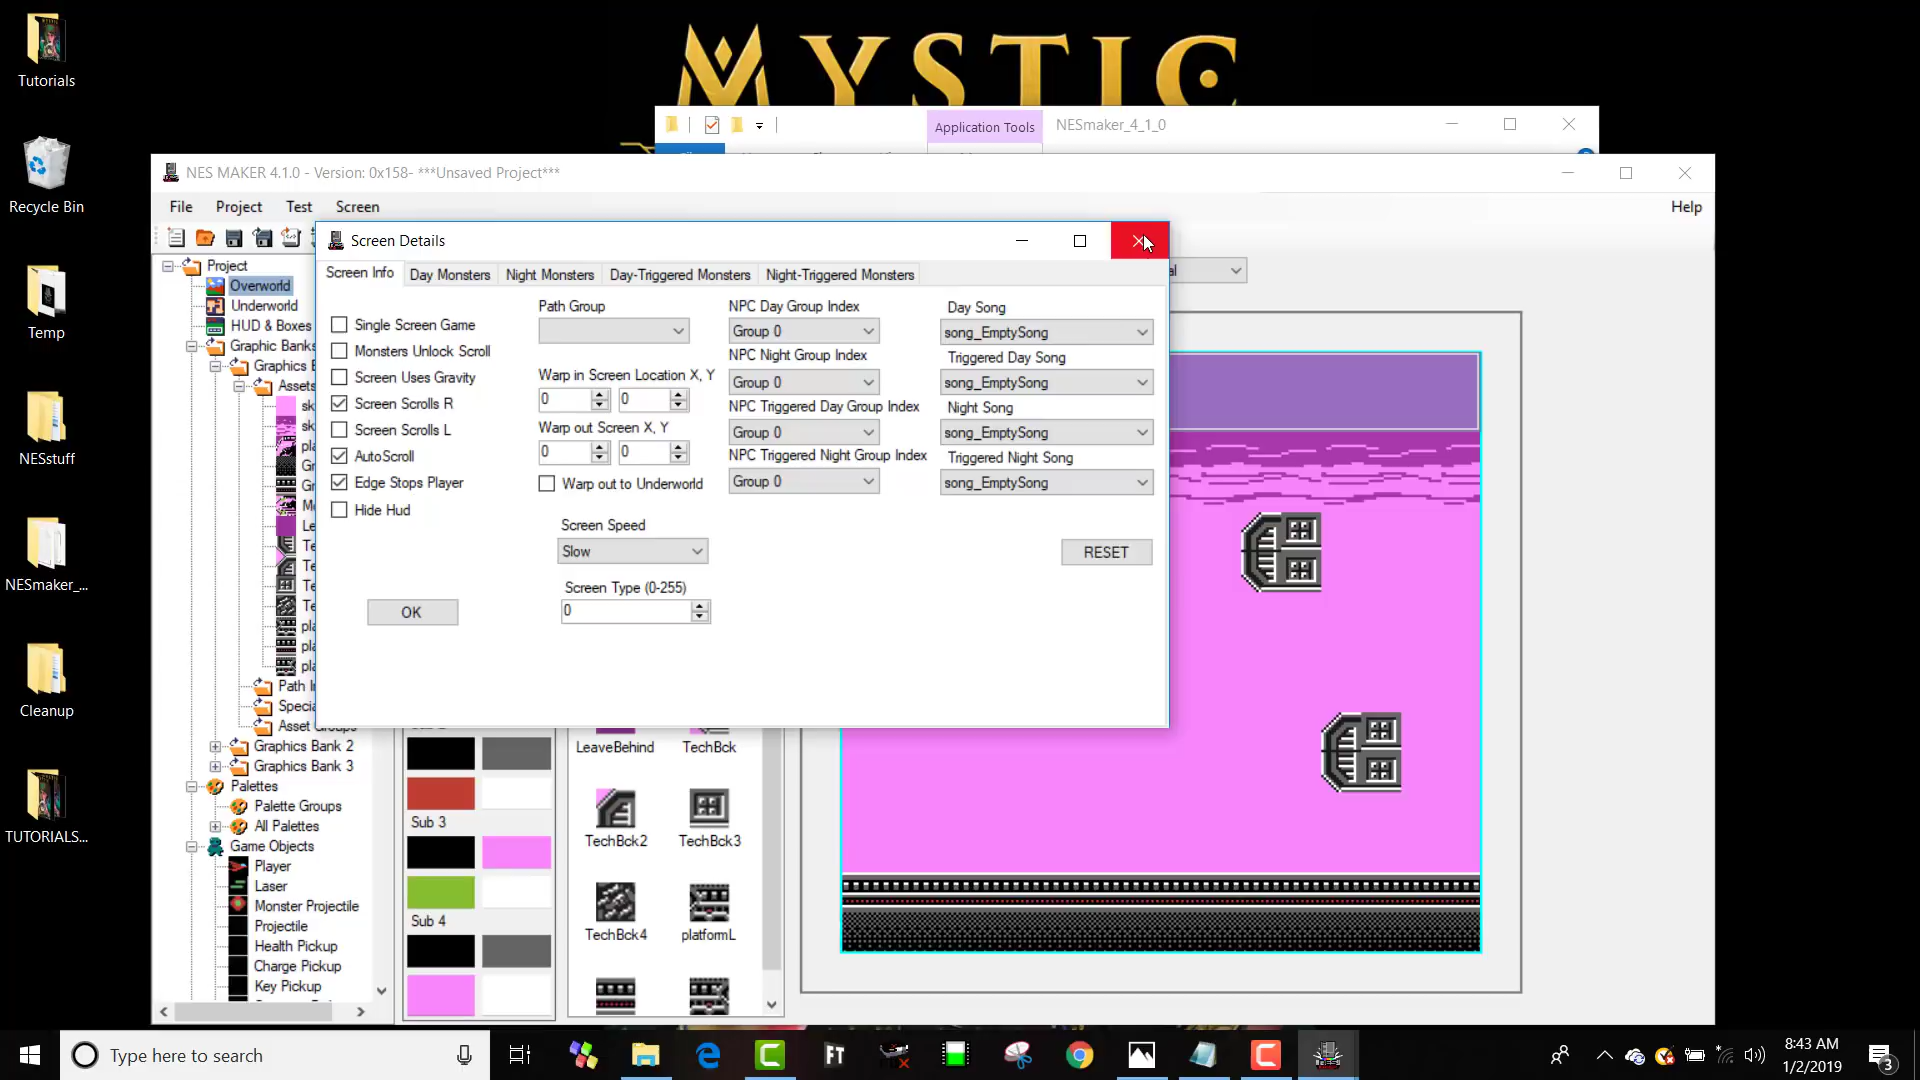 Tutorials
Recycle Bin
Temp
NESstuff
NESmaker_...
Cleanup
TUTORIALS...
MYSTIC
Application Tools
NESmaker_4_1_0
NES MAKER 4.1.0 - Version: 0x158- ***Unsaved Project***
File
Project
Test
Screen
Help
Project
Overworld
Underworld
HUD & Boxes
Graphic Banks
Graphics
Assets
Path
Asset Groups
Graphics Bank 2
Graphics Bank 3
Palettes
Palette Groups
All Palettes
Game Objects
Player
Laser
Monster Projectile
Projectile
Health Pickup
Charge Pickup
Key Pickup
Screen Details
Screen Info
Day Monsters
Night Monsters
Day-Triggered Monsters
Night-Triggered Monsters
Single Screen Game
Monsters Unlock Scroll
Screen Uses Gravity
Screen Scrolls R
Screen Scrolls L
AutoScroll
Edge Stops Player
Hide Hud
OK
Path Group
Warp in Screen Location X, Y
0
0
Warp out Screen X, Y
0
0
Warp out to Underworld
Screen Speed
Slow
Screen Type (0-255)
0
NPC Day Group Index
Group 0
NPC Night Group Index
Group 0
NPC Triggered Day Group Index
Group 0
NPC Triggered Night Group Index
Group 0
Day Song
song_EmptySong
Triggered Day Song
song_EmptySong
Night Song
song_EmptySong
Triggered Night Song
song_EmptySong
RESET
Sub 3
Sub 4
LeaveBehind
TechBck
TechBck2
TechBck3
TechBck4
platformL
Type here to search
FT
8:43 AM
1/2/2019
3